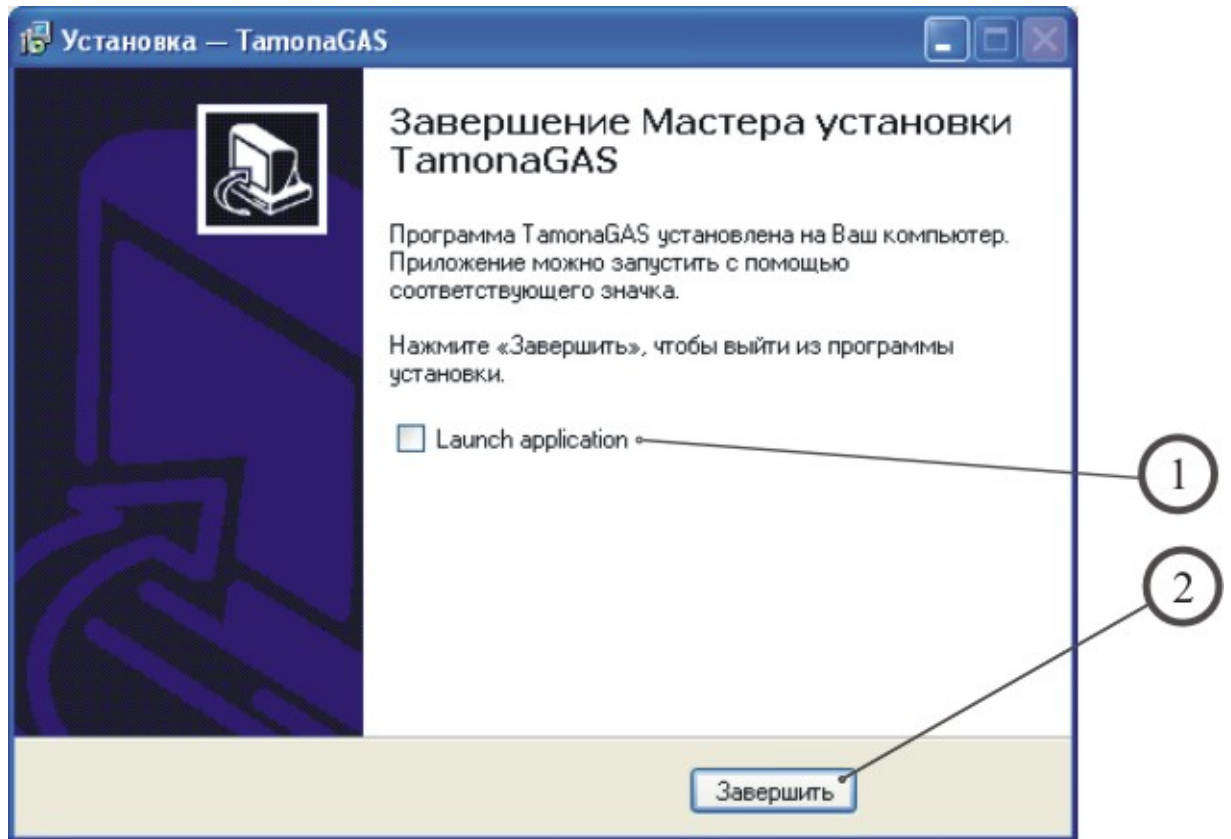 Установка — TamonaGAS
Завершение Мастера установки
TamonaGAS
Программа TamonaGAS установлена на Ваш компьютер.
Приложение можно запустить с помощью
соответствующего значка.
Нажмите «Завершить», чтобы выйти из программы
установки.
Launch application
1
2
Завершить